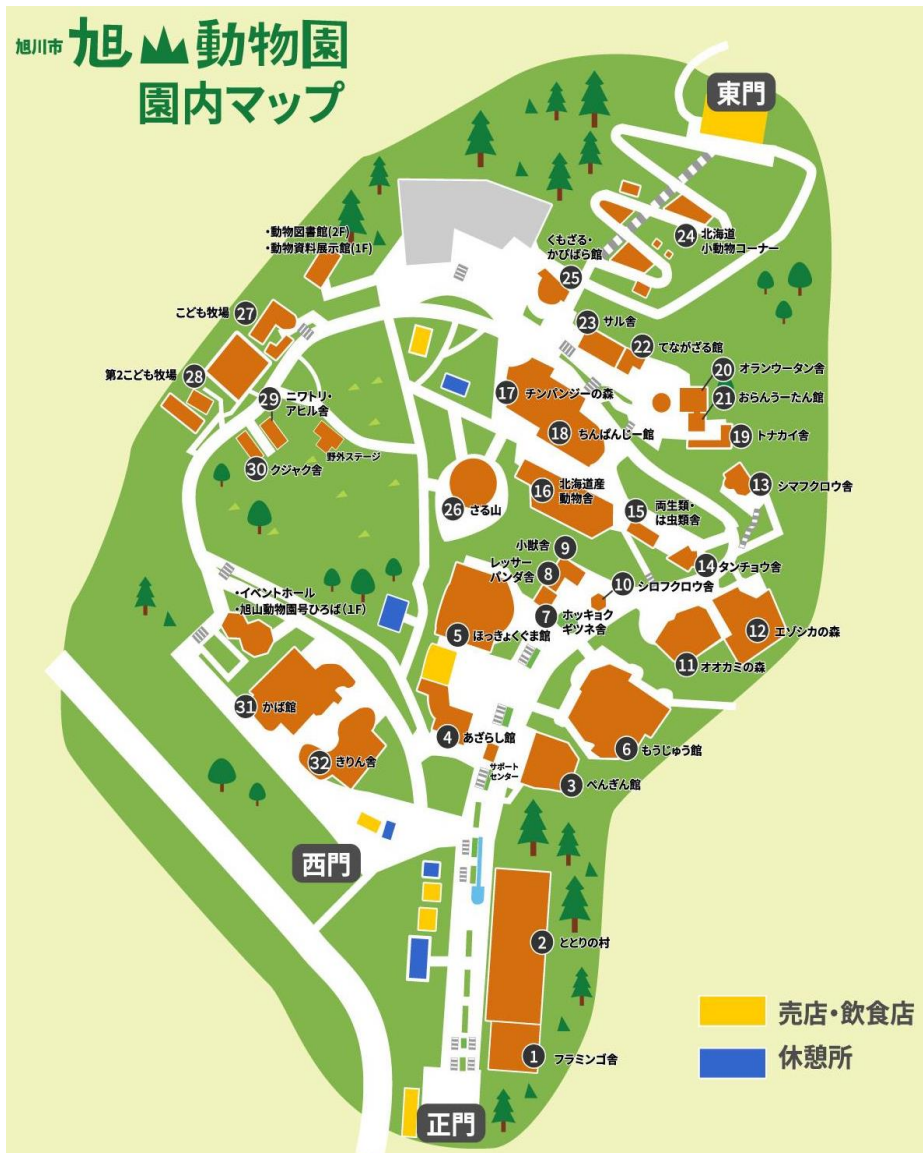 旭川市 旭山動物園
園内マップ
東門
・動物図書館(2F)
・動物資料展示館(1F)
くもざる・
かぴばら館
25
24 北海道
小動物コーナー
こども牧場 27
23 サル舎
22 てながざる館
第2こども牧場
28
20 オランウータン舎
21 おらんうーたん館
17 チンパンジーの森
29 ニワトリ・
アヒル舎
18 ちんぱんじー館
19 トナカイ舎
野外ステージ
30 クジャク舎
13 シマフクロウ舎
16 北海道産
動物舎
26 さる山
15 両生類・
は虫類舎
小獣舎 9
レッサー
パンダ舎 8
14 タンチョウ舎
10 シロフクロウ舎
・イベントホール
・旭山動物園号ひろば(1F)
7 ホッキョク
ギツネ舎
5 ほっきょくぐま館
12 エゾシカの森
11 オオカミの森
31 かば館
4 あざらし館
6 もうじゅう館
32 きりん舎
サポート
センター
3 ぺんぎん館
西門
2 ととりの村
売店・飲食店
休憩所
1 フラミンゴ舎
正門